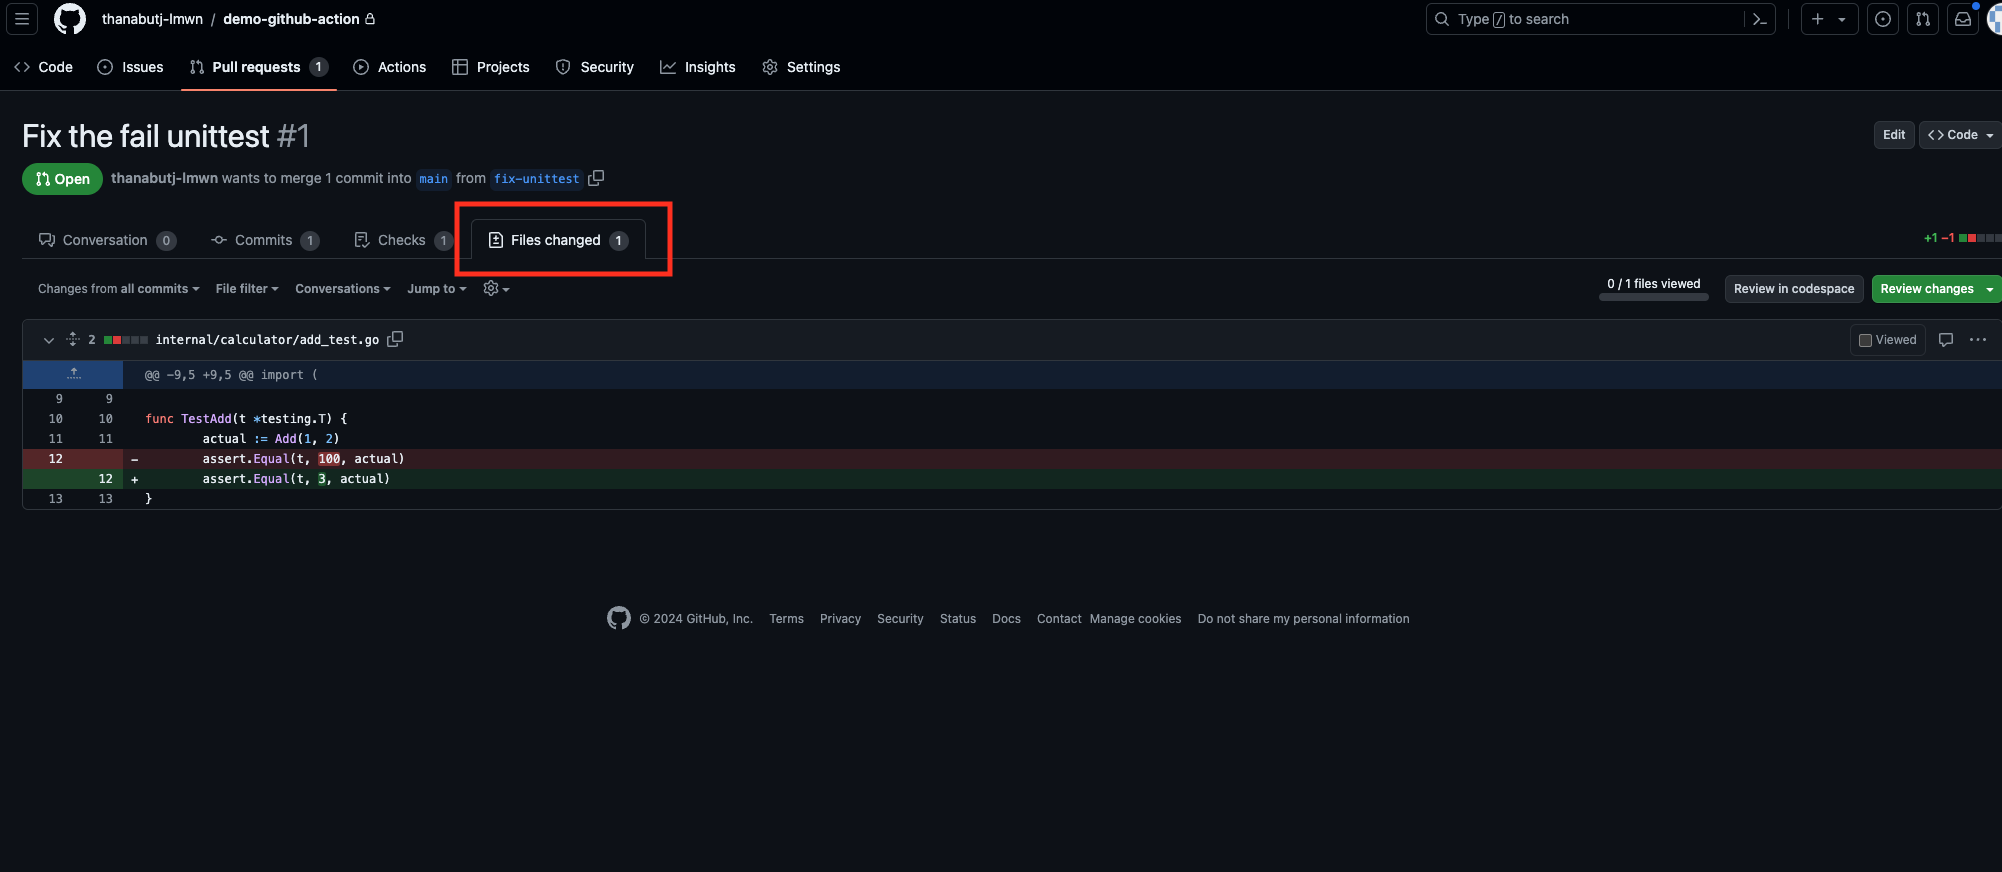 thanabutj-lmwn / demo-github-action
Type / to search
Code Issues Pull requests 1 Actions Projects Security Insights Settings
Fix the fail unittest #1
Edit <> Code
Open thanabutj-lmwn wants to merge 1 commit into main from fix-unittest
Conversation 0 Commits 1 Checks 1 Files changed 1
+1 −1
Changes from all commits File filter Conversations Jump to
0 / 1 files viewed Review in codespace Review changes
2 internal/calculator/add_test.go Viewed
@@ -9,5 +9,5 @@ import (
9 9
10 10 func TestAdd(t *testing.T) {
11 11 actual := Add(1, 2)
12 - assert.Equal(t, 100, actual)
12 + assert.Equal(t, 3, actual)
13 13 }
© 2024 GitHub, Inc. Terms Privacy Security Status Docs Contact Manage cookies Do not share my personal information